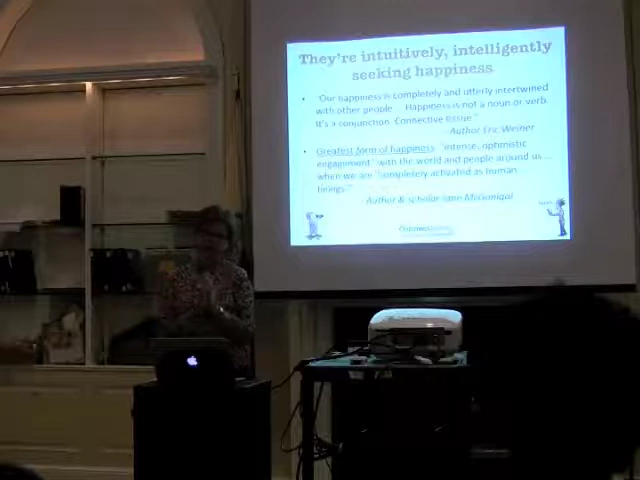 They're intuitively, intelligently
seeking happiness
• "Our happiness is completely and utterly intertwined
with other people ... Happiness is not a noun or verb.
It's a conjunction. Connective tissue."
- Author Eric Weiner
• Greatest form of happiness: "intense, optimistic
engagement" with the world and people around us ...
when we are "completely activated as human
beings."
- Author & scholar Jane McGonigal